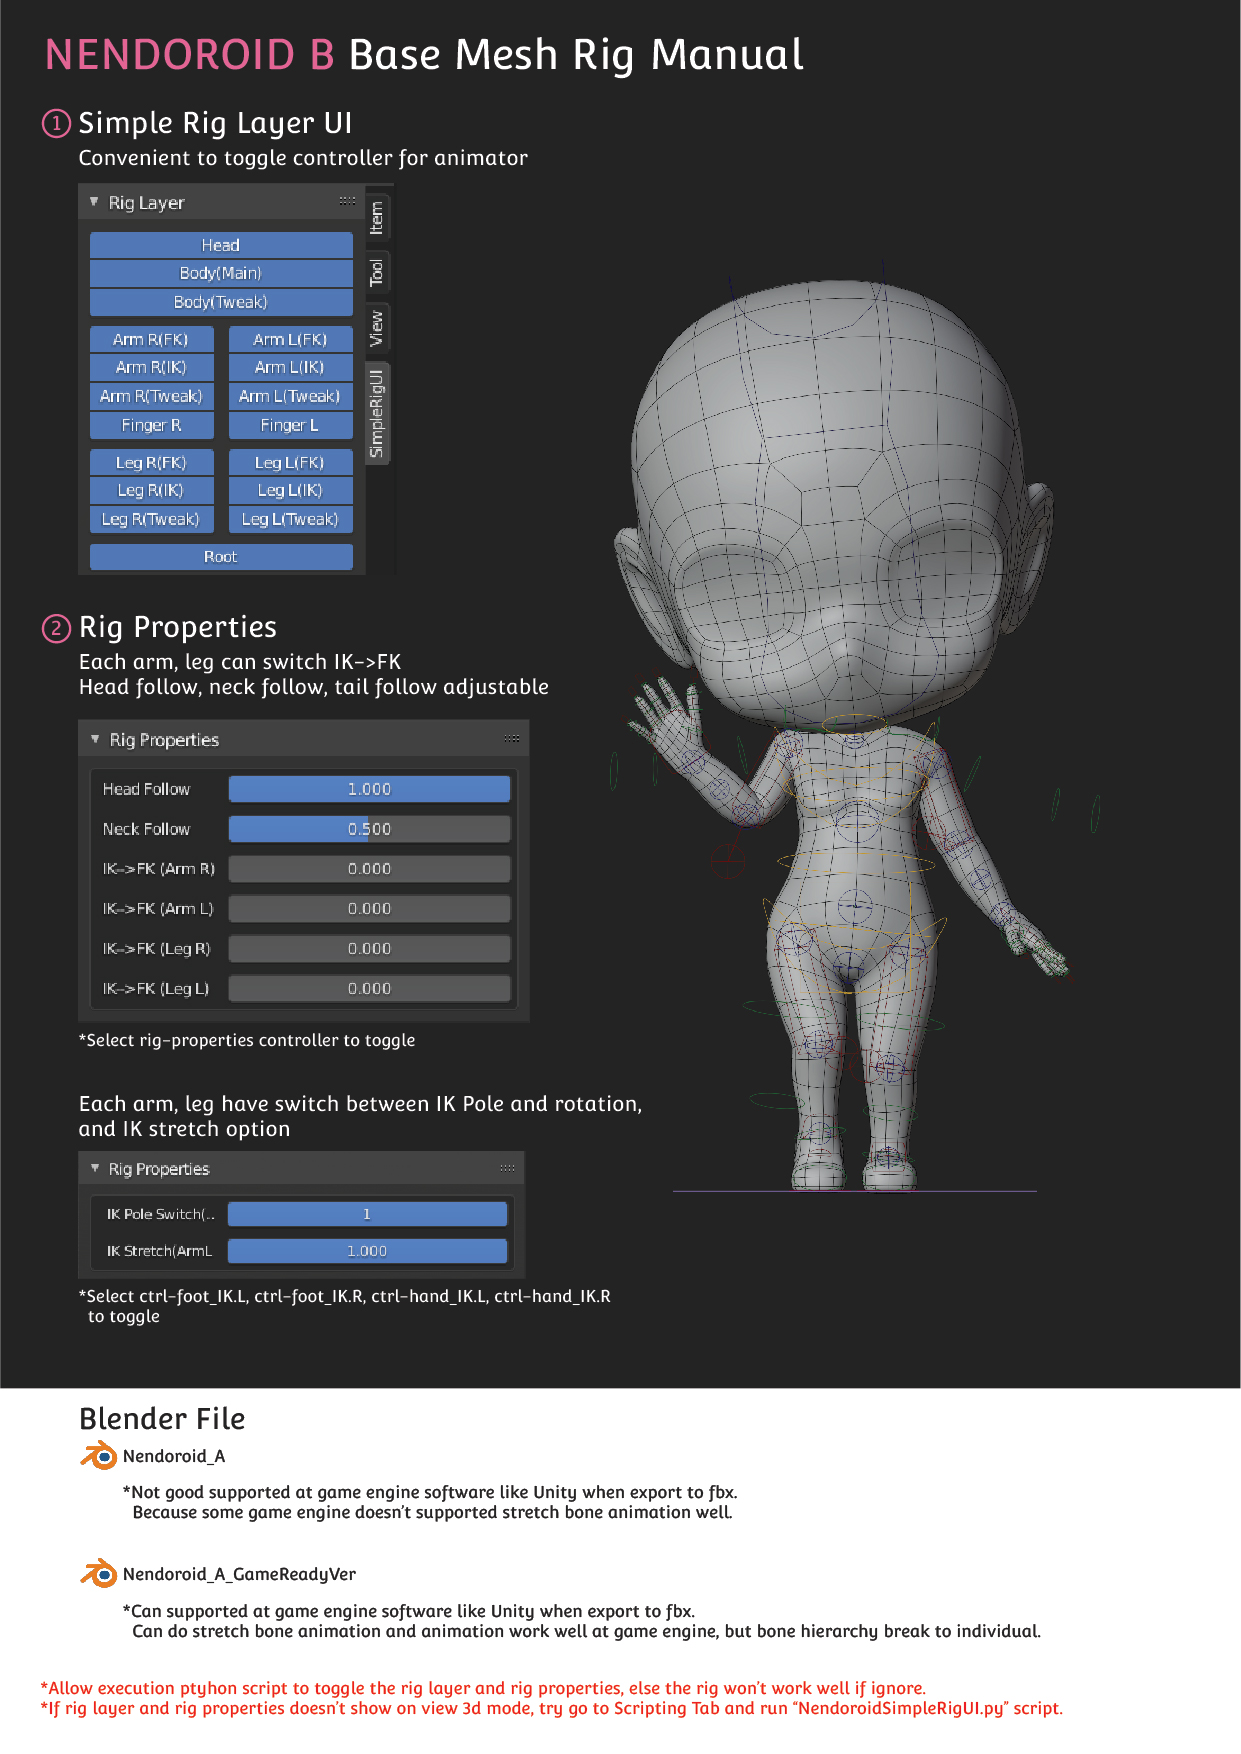 NENDOROID B Base Mesh Rig Manual
1 Simple Rig Layer UI
Convenient to toggle controller for animator
Rig Layer
Head
Body(Main)
Body(Tweak)
Arm R(FK) Arm L(FK)
Arm R(IK) Arm L(IK)
Arm R(Tweak) Arm L(Tweak)
Finger R Finger L
Leg R(FK) Leg L(FK)
Leg R(IK) Leg L(IK)
Leg R(Tweak) Leg L(Tweak)
Root
Item
Tool
View
SimpleRigUI
2 Rig Properties
Each arm, leg can switch IK->FK
Head follow, neck follow, tail follow adjustable
Rig Properties
Head Follow 1.000
Neck Follow 0.500
IK->FK (Arm R) 0.000
IK->FK (Arm L) 0.000
IK->FK (Leg R) 0.000
IK->FK (Leg L) 0.000
*Select rig-properties controller to toggle
Each arm, leg have switch between IK Pole and rotation,
and IK stretch option
Rig Properties
IK Pole Switch(.. 1
IK Stretch(ArmL 1.000
*Select ctrl-foot_IK.L, ctrl-foot_IK.R, ctrl-hand_IK.L, ctrl-hand_IK.R
to toggle
Blender File
Nendoroid_A
*Not good supported at game engine software like Unity when export to fbx.
Because some game engine doesn't supported stretch bone animation well.
Nendoroid_A_GameReadyVer
*Can supported at game engine software like Unity when export to fbx.
Can do stretch bone animation and animation work well at game engine, but bone hierarchy break to individual.
*Allow execution ptyhon script to toggle the rig layer and rig properties, else the rig won't work well if ignore.
*If rig layer and rig properties doesn't show on view 3d mode, try go to Scripting Tab and run “NendoroidSimpleRigUI.py” script.